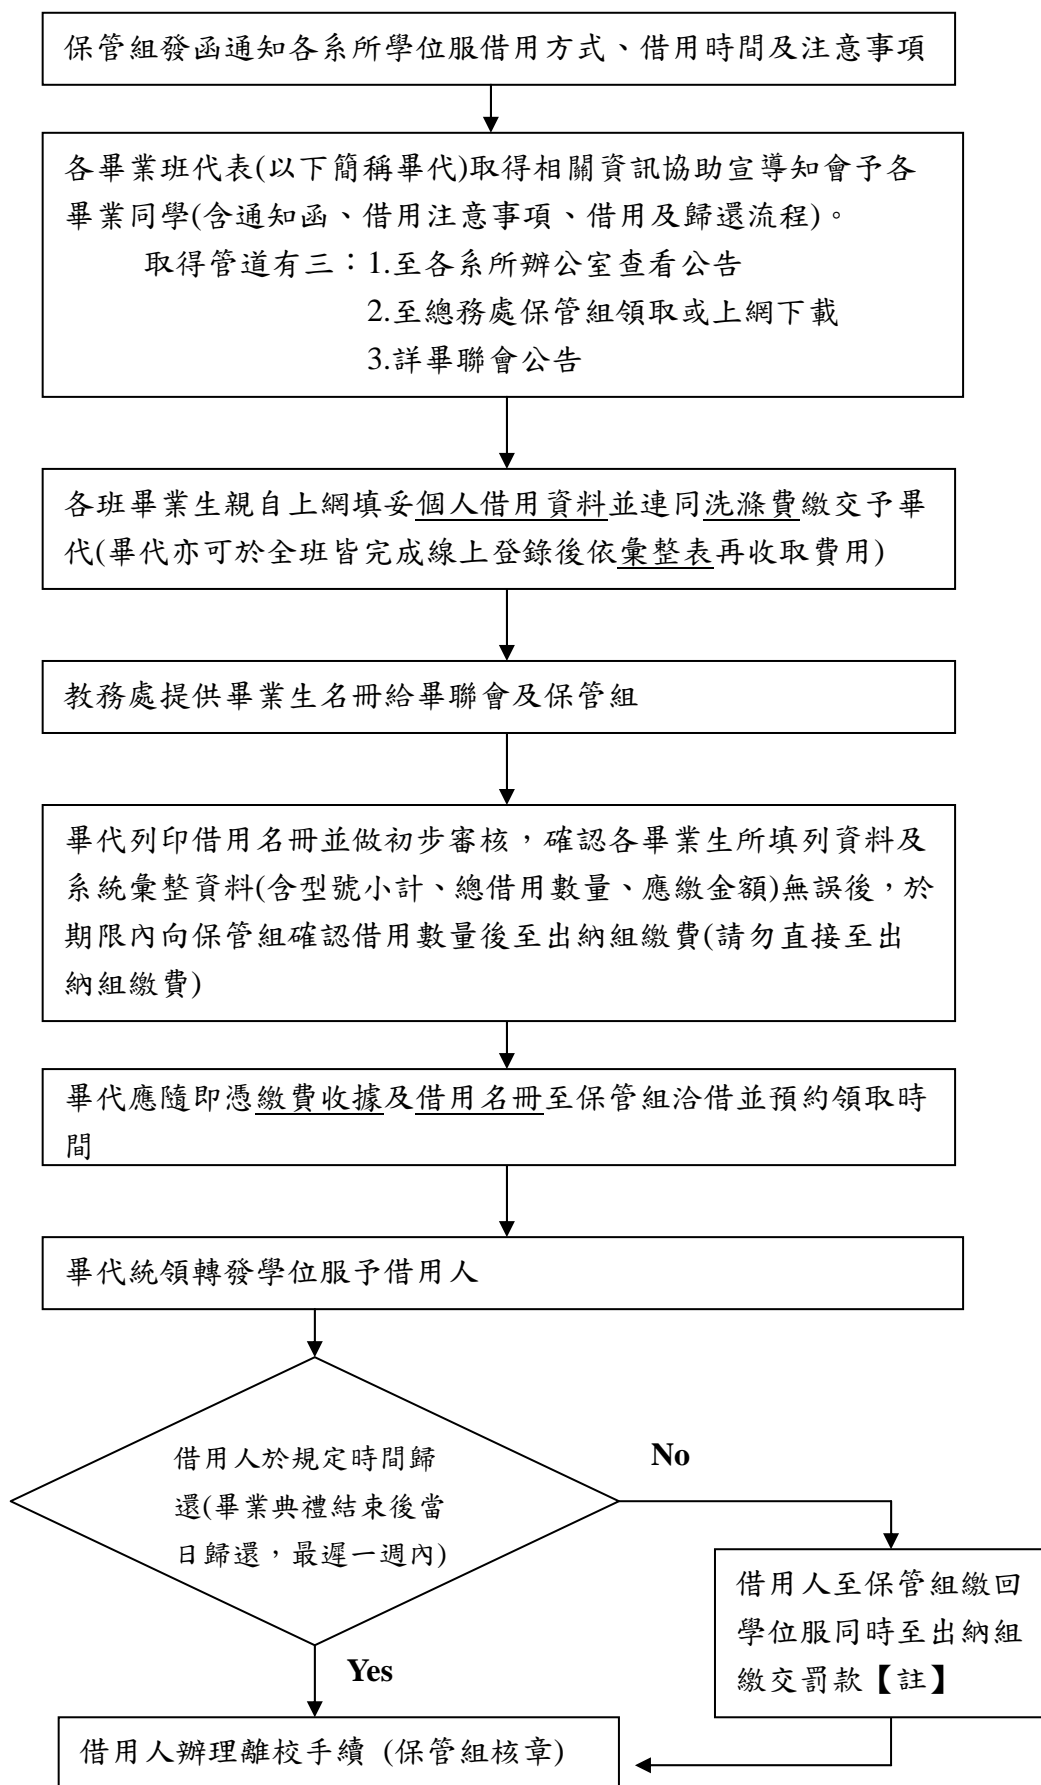 保管組發函通知各系所學位服借用方式、借用時間及注意事項
各畢業班代表(以下簡稱畢代)取得相關資訊協助宣導知會予各
畢業同學(含通知函、借用注意事項、借用及歸還流程)。
取得管道有三：1.至各系所辦公室查看公告
2.至總務處保管組領取或上網下載
3.詳畢聯會公告
各班畢業生親自上網填妥個人借用資料並連同洗滌費繳交予畢
代(畢代亦可於全班皆完成線上登錄後依彙整表再收取費用)
教務處提供畢業生名冊給畢聯會及保管組
畢代列印借用名冊並做初步審核，確認各畢業生所填列資料及
系統彙整資料(含型號小計、總借用數量、應繳金額)無誤後，於
期限內向保管組確認借用數量後至出納組繳費(請勿直接至出
納組繳費)
畢代應隨即憑繳費收據及借用名冊至保管組洽借並預約領取時
間
畢代統領轉發學位服予借用人
借用人於規定時間歸
還(畢業典禮結束後當
日歸還，最遲一週內)
No
借用人至保管組繳回
學位服同時至出納組
繳交罰款【註】
Yes
借用人辦理離校手續 (保管組核章)